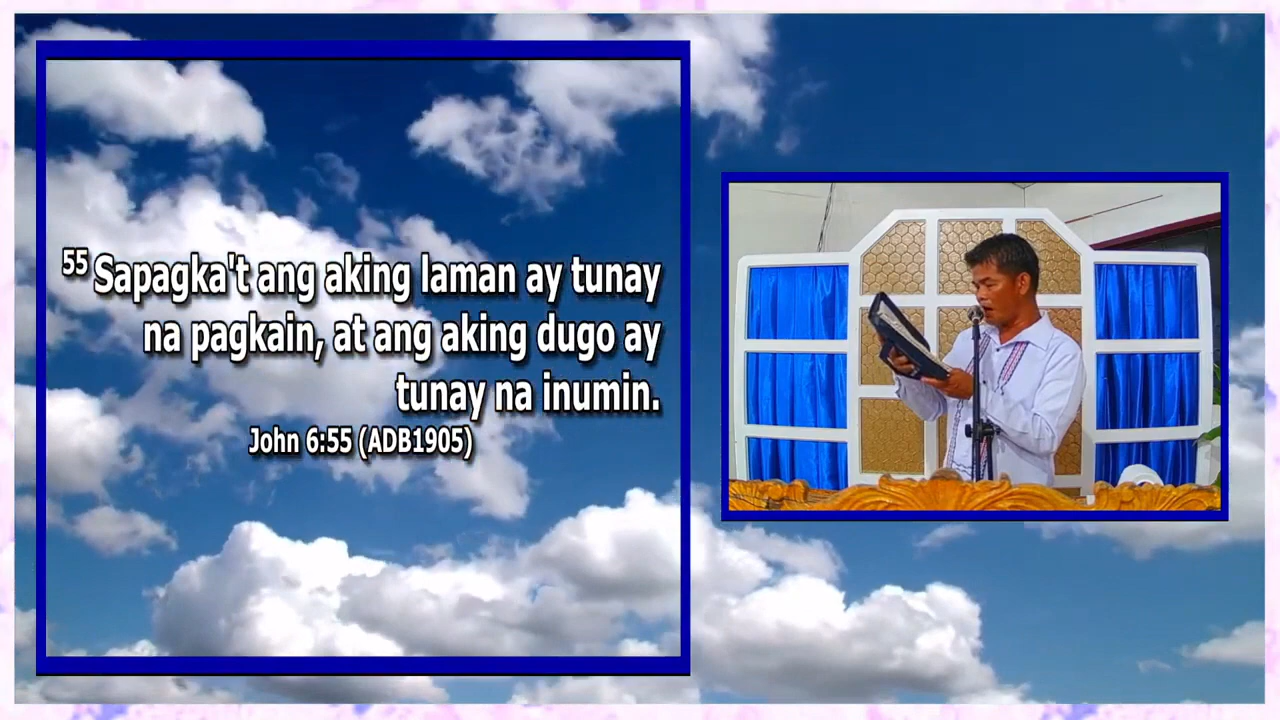 55 Sapagka't ang aking laman ay tunay
na pagkain, at ang aking dugo ay
tunay na inumin.
John 6:55 (ADB1905)